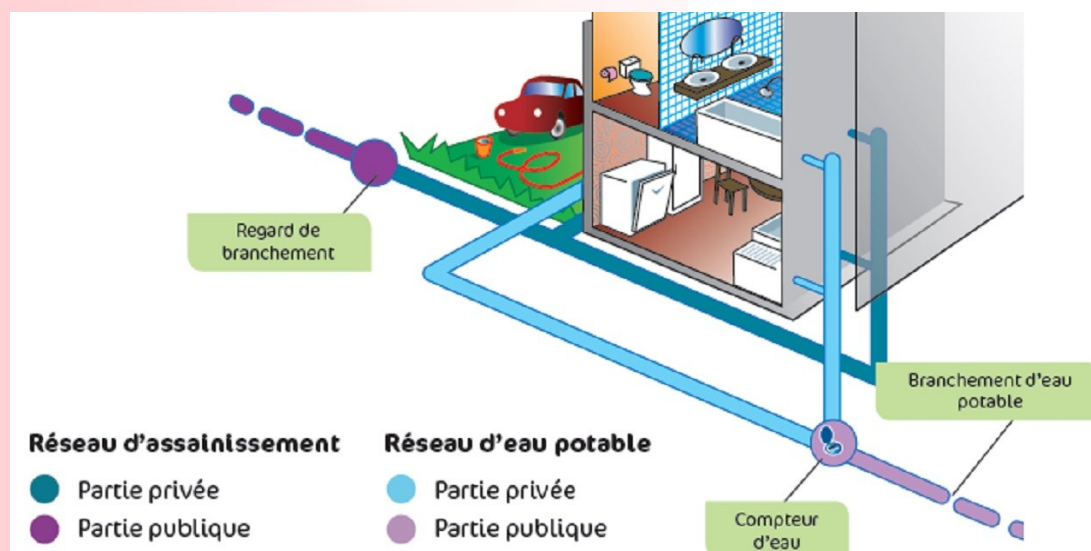 Regard de
branchement
Branchement d'eau
potable
Réseau d'assainissement
Partie privée
Partie publique
Réseau d'eau potable
Partie privée
Partie publique
Compteur
d'eau